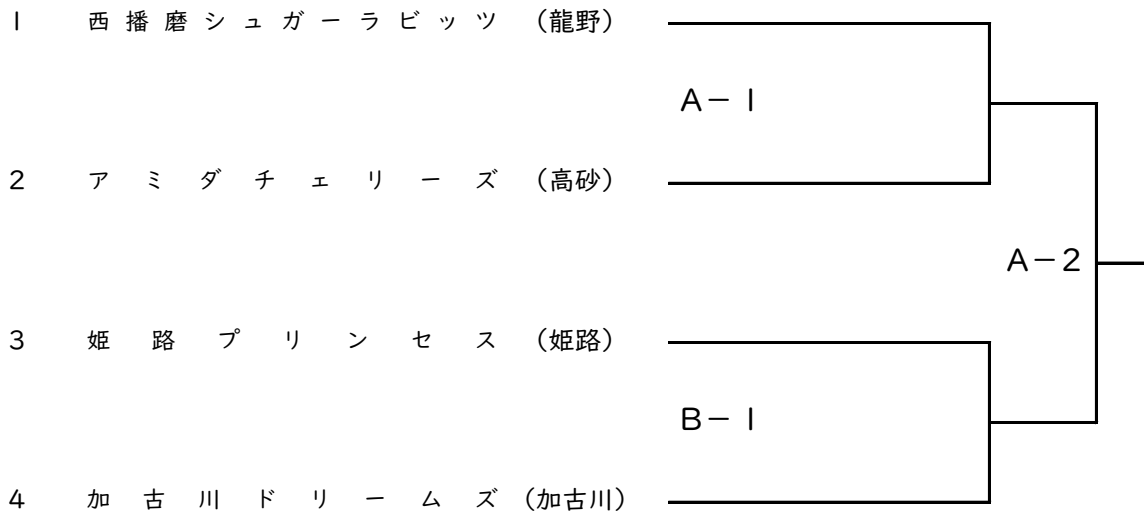 1 西播磨シュガーラビッツ (龍野)
A-1
2 アミダチェリーズ (高砂)
A-2
3 姫路プリンセス (姫路)
B-1
4 加古川ドリームズ (加古川)